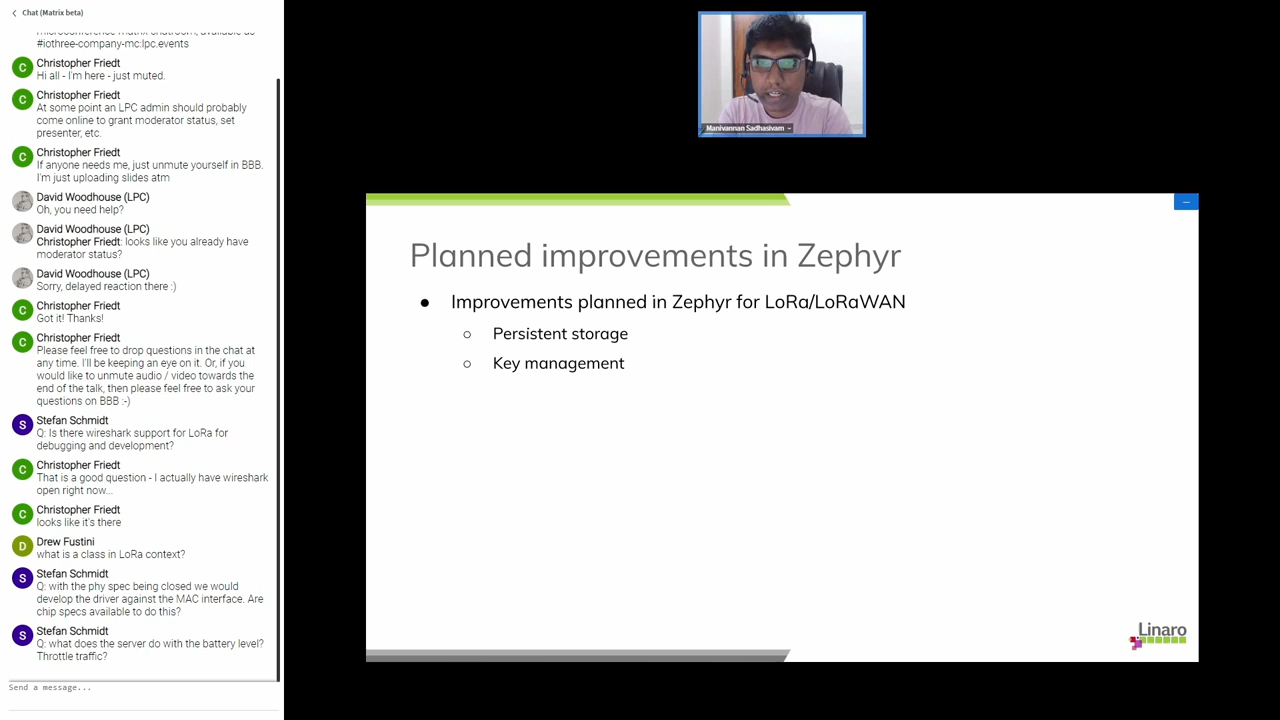 Chat (Matrix beta)
microconference matrix chatroom, available as
#iothree-company-mc:lpc.events
C
Christopher Friedt
Hi all - I'm here - just muted.
C
Christopher Friedt
At some point an LPC admin should probably
come online to grant moderator status, set
presenter, etc.
C
Christopher Friedt
If anyone needs me, just unmute yourself in BBB.
I'm just uploading slides atm
David Woodhouse (LPC)
Oh, you need help?
David Woodhouse (LPC)
Christopher Friedt: looks like you already have
moderator status?
David Woodhouse (LPC)
Sorry, delayed reaction there :)
C
Christopher Friedt
Got it! Thanks!
C
Christopher Friedt
Please feel free to drop questions in the chat at
any time. I'll be keeping an eye on it. Or, if you
would like to unmute audio / video towards the
end of the talk, then please feel free to ask your
questions on BBB :-)
S
Stefan Schmidt
Q: Is there wireshark support for LoRa for
debugging and development?
C
Christopher Friedt
That is a good question - I actually have wireshark
open right now...
C
Christopher Friedt
looks like it's there
D
Drew Fustini
what is a class in LoRa context?
S
Stefan Schmidt
Q: with the phy spec being closed we would
develop the driver against the MAC interface. Are
chip specs available to do this?
S
Stefan Schmidt
Q: what does the server do with the battery level?
Throttle traffic?
Send a message...
Manivannan Sadhasivam
Planned improvements in Zephyr
● Improvements planned in Zephyr for LoRa/LoRaWAN
○ Persistent storage
○ Key management
Linaro